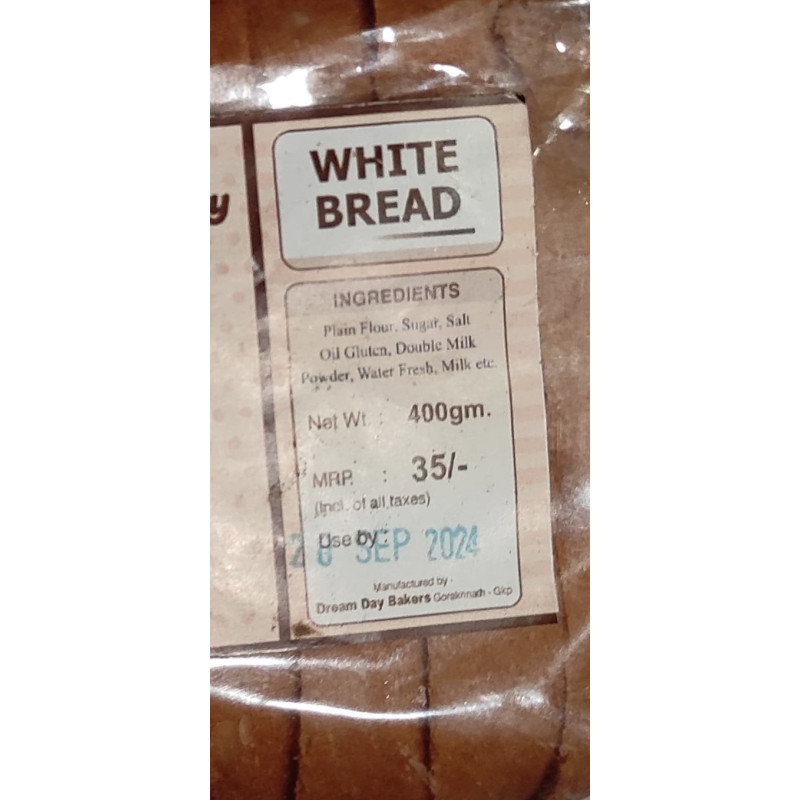 y
WHITE
BREAD
INGREDIENTS
Plain Flour, Sugar, Salt
Oil Gluten, Double Milk
Powder, Water Fresh, Milk etc.
Net Wt. : 400gm.
MRP. : 35/-
(Incl. of all taxes)
Use by :
SEP 2024
Manufactured by -
Dream Day Bakers Gorakhnath - Gkp